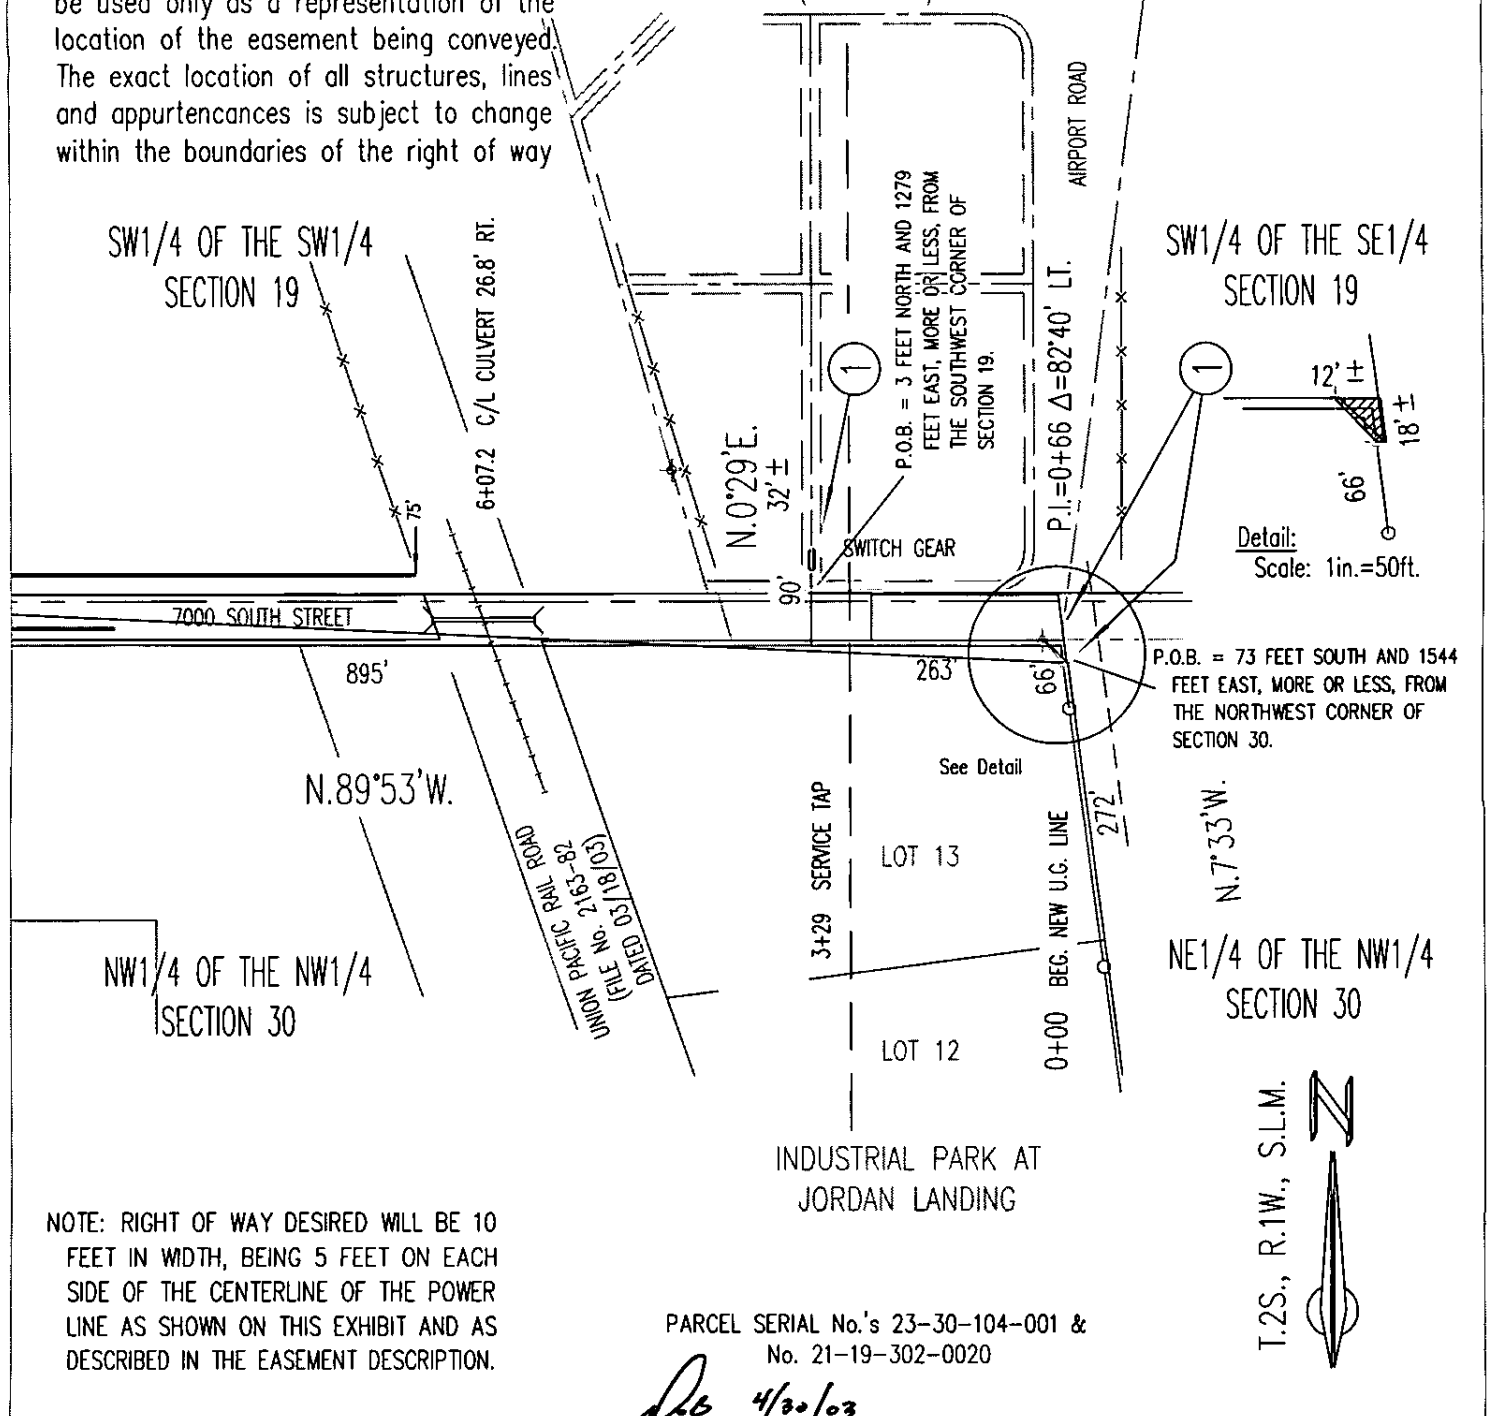 be used only as a representation of the
location of the easement being conveyed.
The exact location of all structures, lines
and appurtencances is subject to change
within the boundaries of the right of way
SW1/4 OF THE SW1/4
SECTION 19
6+07.2 C/L CULVERT 26.8' RT.
75'
N.0°29'E.
32' ±
1
P.O.B. = 3 FEET NORTH AND 1279
FEET EAST, MORE OR LESS, FROM
THE SOUTHWEST CORNER OF
SECTION 19.
AIRPORT ROAD
P.I.=0+66 Δ=82°40' LT.
SW1/4 OF THE SE1/4
SECTION 19
1
12' ±
18' ±
66'
Detail:
Scale: 1in.=50ft.
SWITCH GEAR
90'
7000 SOUTH STREET
895'
263'
66'
P.O.B. = 73 FEET SOUTH AND 1544
FEET EAST, MORE OR LESS, FROM
THE NORTHWEST CORNER OF
SECTION 30.
See Detail
N.89°53'W.
UNION PACIFIC RAIL ROAD
(FILE No. 2163-82
DATED 03/18/03)
3+29 SERVICE TAP
LOT 13
0+00 BEG. NEW U.G. LINE
272'
N.7°33'W.
NW1/4 OF THE NW1/4
SECTION 30
NE1/4 OF THE NW1/4
SECTION 30
LOT 12
INDUSTRIAL PARK AT
JORDAN LANDING
T.2S., R.1W., S.L.M.
N
NOTE: RIGHT OF WAY DESIRED WILL BE 10
FEET IN WIDTH, BEING 5 FEET ON EACH
SIDE OF THE CENTERLINE OF THE POWER
LINE AS SHOWN ON THIS EXHIBIT AND AS
DESCRIBED IN THE EASEMENT DESCRIPTION.
PARCEL SERIAL No.'s 23-30-104-001 &
No. 21-19-302-0020
4/30/03